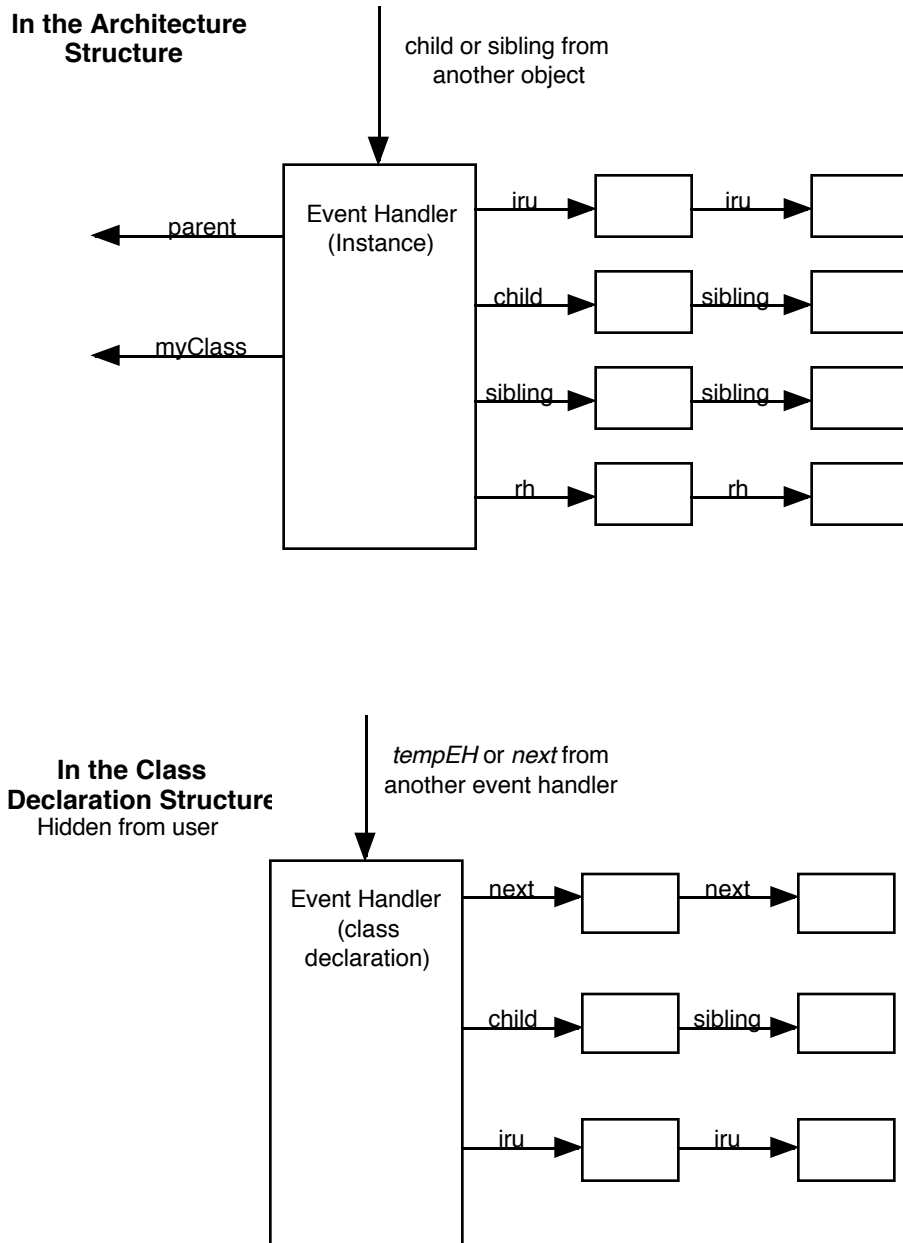 In the Architecture
Structure
child or sibling from
another object
Event Handler
(Instance)
parent
myClass
iru iru
child sibling
sibling sibling
rh rh
In the Class
Declaration Structure
Hidden from user
tempEH or next from
another event handler
Event Handler
(class
declaration)
next next
child sibling
iru iru